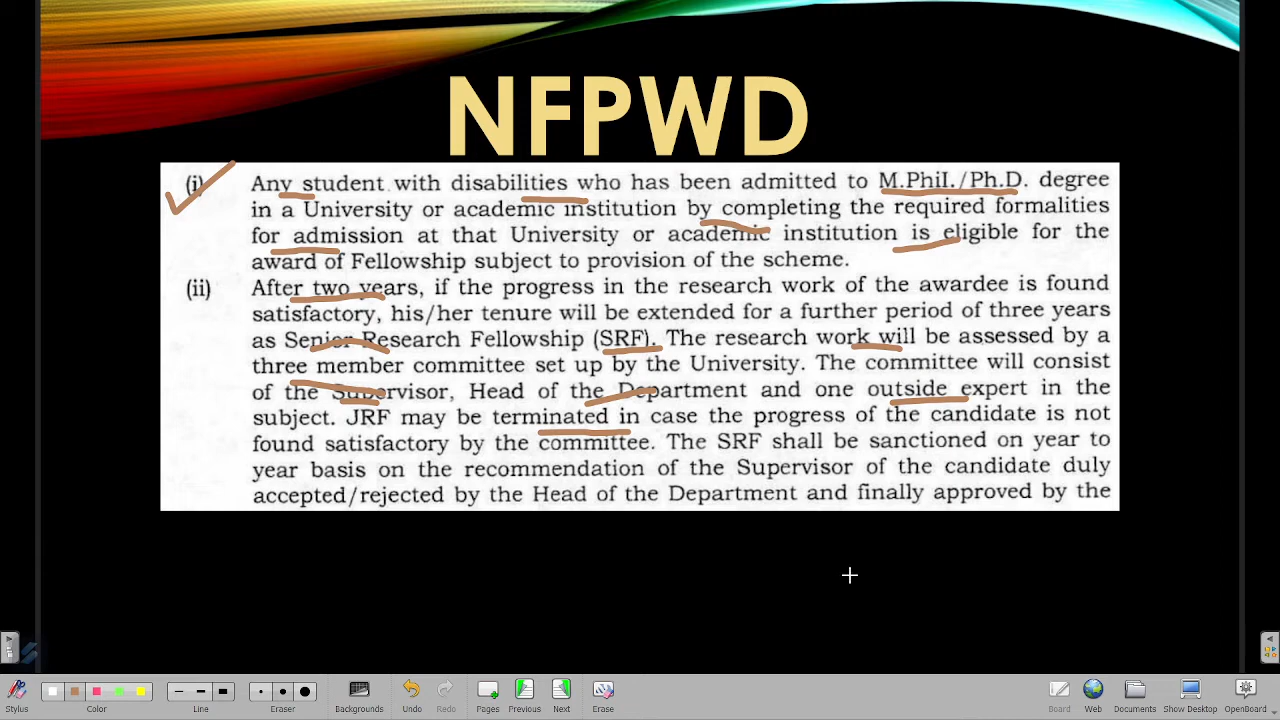 NFPWD
(i) Any student with disabilities who has been admitted to M.PhiI./Ph.D. degree
in a University or academic institution by completing the required formalities
for admission at that University or academic institution is eligible for the
award of Fellowship subject to provision of the scheme.
(ii) After two years, if the progress in the research work of the awardee is found
satisfactory, his/her tenure will be extended for a further period of three years
as Senior Research Fellowship (SRF). The research work will be assessed by a
three member committee set up by the University. The committee will consist
of the Supervisor, Head of the Department and one outside expert in the
subject. JRF may be terminated in case the progress of the candidate is not
found satisfactory by the committee. The SRF shall be sanctioned on year to
year basis on the recommendation of the Supervisor of the candidate duly
accepted/rejected by the Head of the Department and finally approved by the
Stylus Color Line Eraser Backgrounds Undo Redo Pages Previous Next Erase Board Web Documents Show Desktop OpenBoard